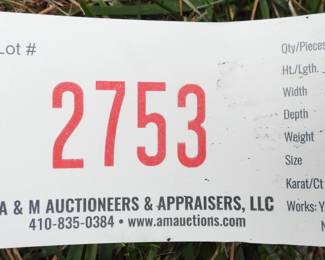 Lot #
2753
A & M AUCTIONEERS & APPRAISERS, LLC
410-835-0384 • www.amauctions.com
Qty/Pieces
Ht./Lgth.
Width
Depth
Weight
Size
Karat/Ct
Works: Y
N